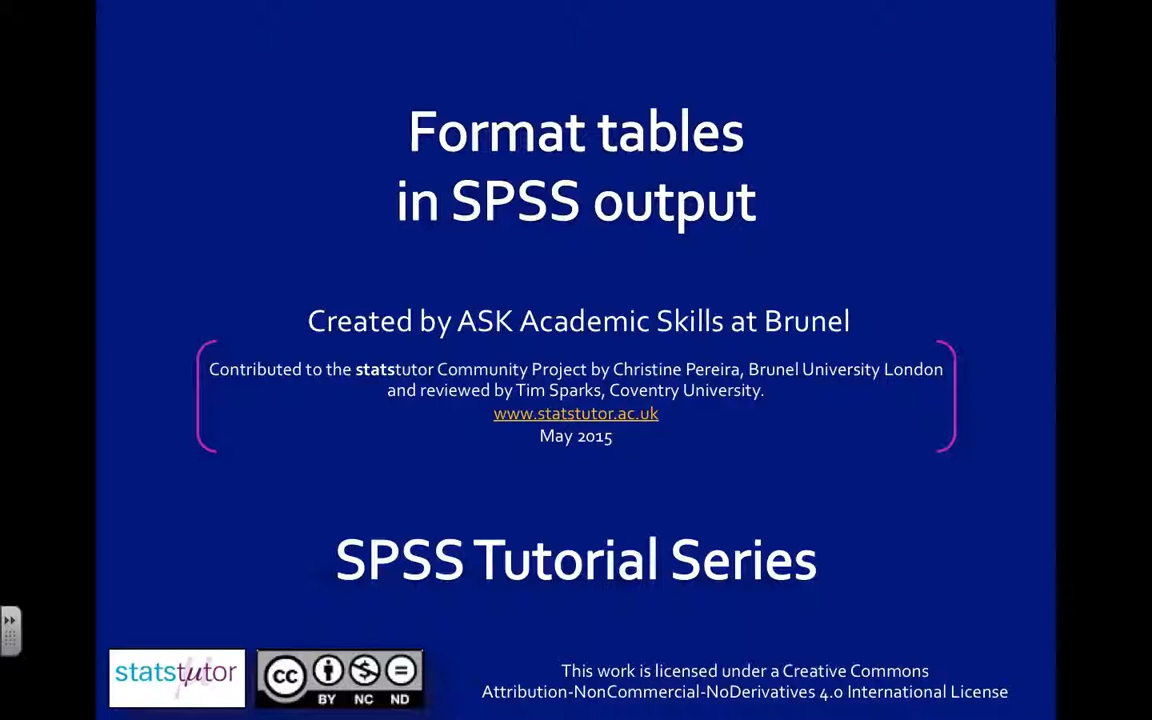 Format tables
in SPSS output
Created by ASK Academic Skills at Brunel
Contributed to the statstutor Community Project by Christine Pereira, Brunel University London
and reviewed by Tim Sparks, Coventry University.
www.statstutor.ac.uk
May 2015
SPSS Tutorial Series
statstutor
cc
BY NC ND
This work is licensed under a Creative Commons
Attribution-NonCommercial-NoDerivatives 4.0 International License